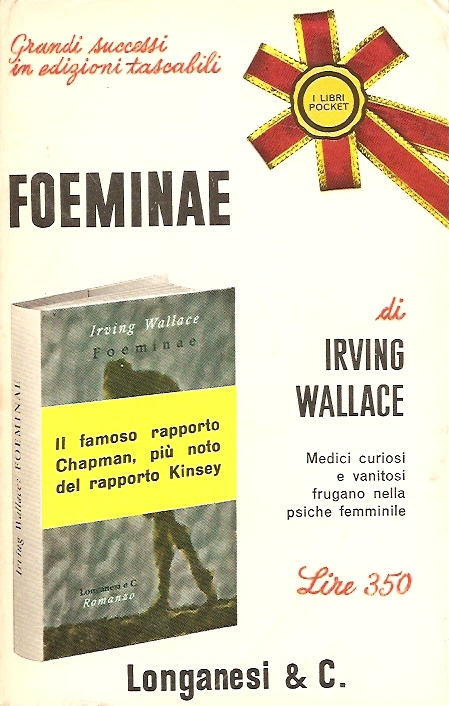 Grandi successi
in edizioni tascabili
I LIBRI
POCKET
FOEMINAE
di
IRVING
WALLACE
Medici curiosi
e vanitosi
frugano nella
psiche femminile
Lire 350
Irving Wallace
Foeminae
Il famoso rapporto
Chapman, più noto
del rapporto Kinsey
Longanesi e C.
Romanzo
Irving Wallace: FOEMINAE
Longanesi & C.